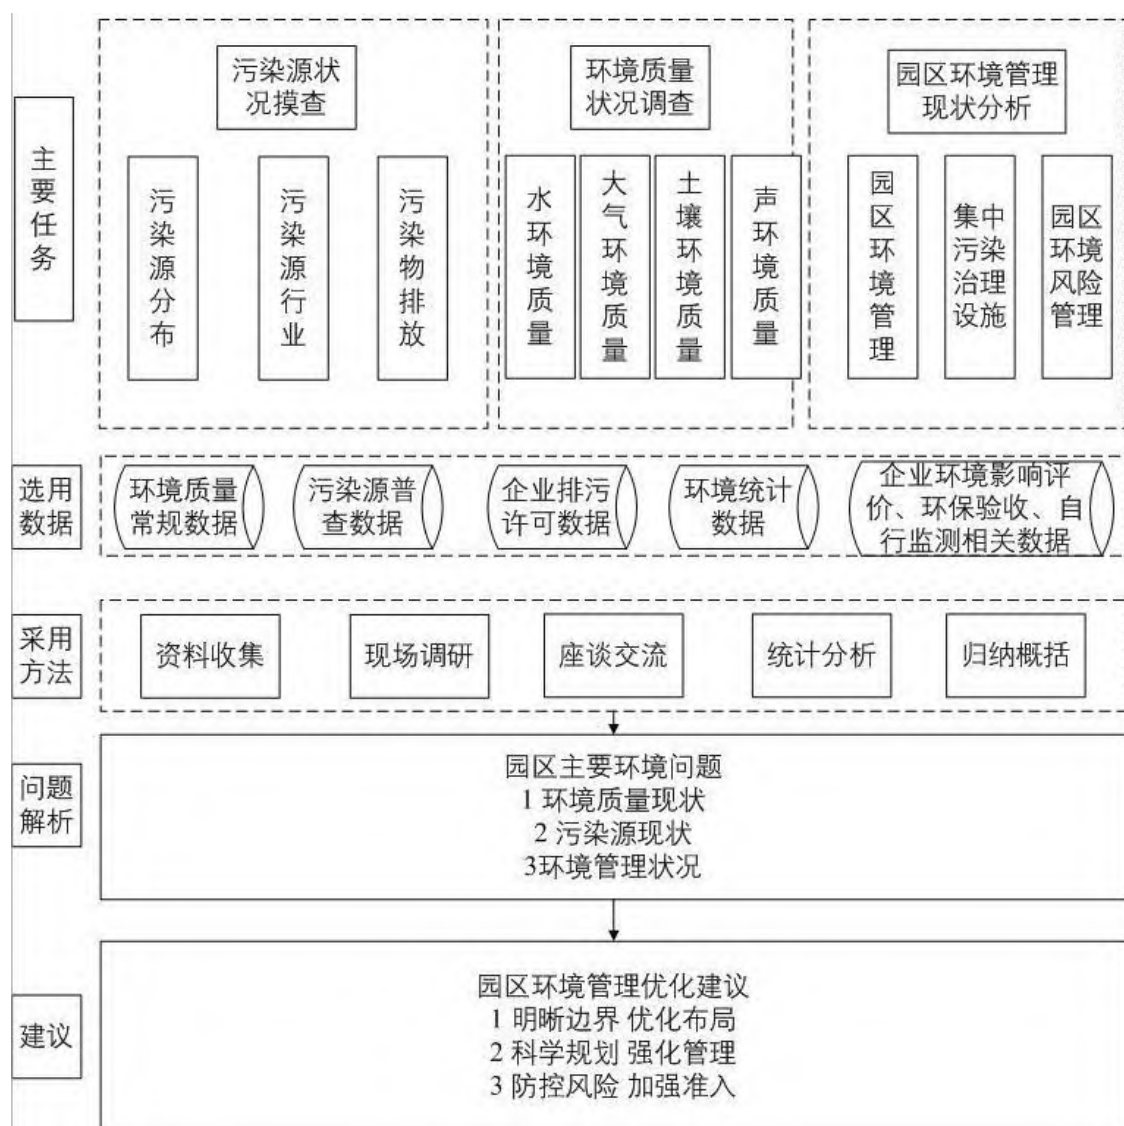 主要任务
污染源状
况摸查
污染源分布
污染源行业
污染物排放
环境质量
状况调查
水环境质量
大气环境质量
土壤环境质量
声环境质量
园区环境管理
现状分析
园区环境管理
集中
污染
治理
设施
园区
环境
风险
管理
选用
数据
环境质量
常规数据
污染源普
查数据
企业排污
许可数据
环境统计
数据
企业环境影响评
价、环保验收、自
行监测相关数据
采用
方法
资料收集
现场调研
座谈交流
统计分析
归纳概括
问题
解析
园区主要环境问题
1 环境质量现状
2 污染源现状
3环境管理状况
建议
园区环境管理优化建议
1 明晰边界 优化布局
2 科学规划 强化管理
3 防控风险 加强准入